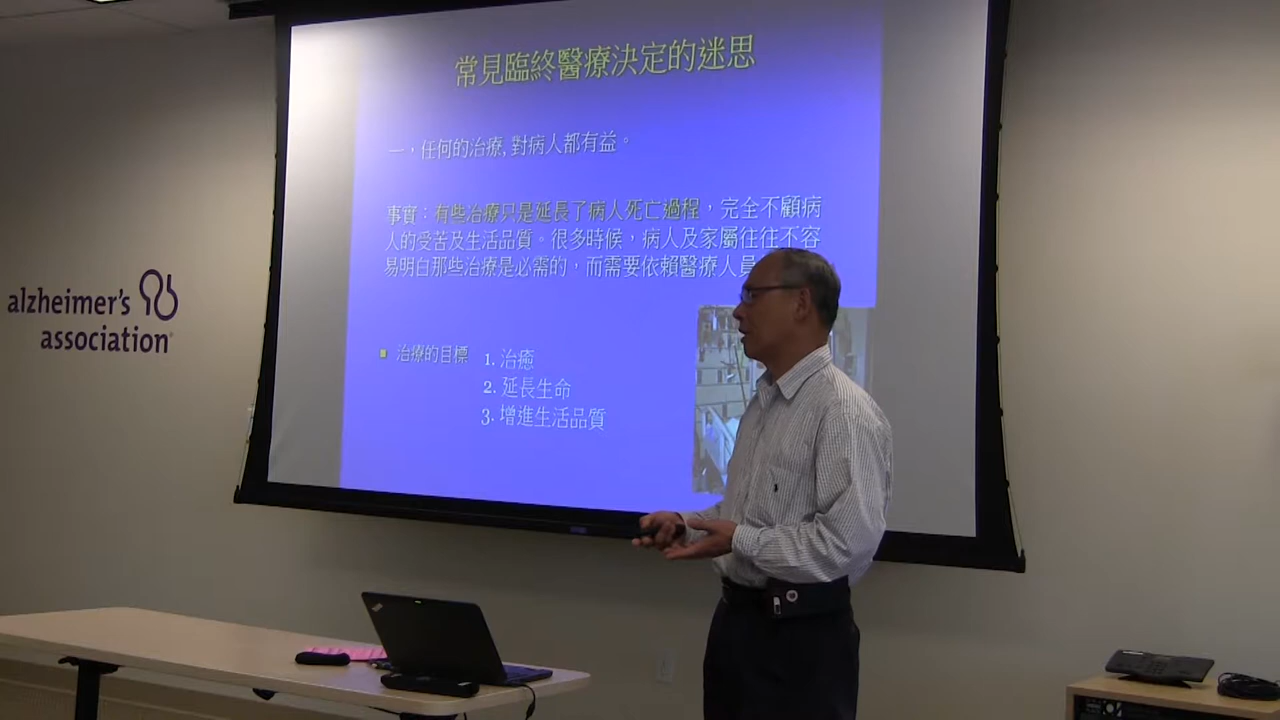 常見臨終醫療決定的迷思
一，任何的治療, 對病人都有益。
事實：有些治療只是延長了病人死亡過程，完全不顧病
人的受苦及生活品質。很多時候，病人及家屬往往不容
易明白那些治療是必需的，而需要依賴醫療人員
治療的目標
1. 治癒
2. 延長生命
3. 增進生活品質
alzheimer's
association